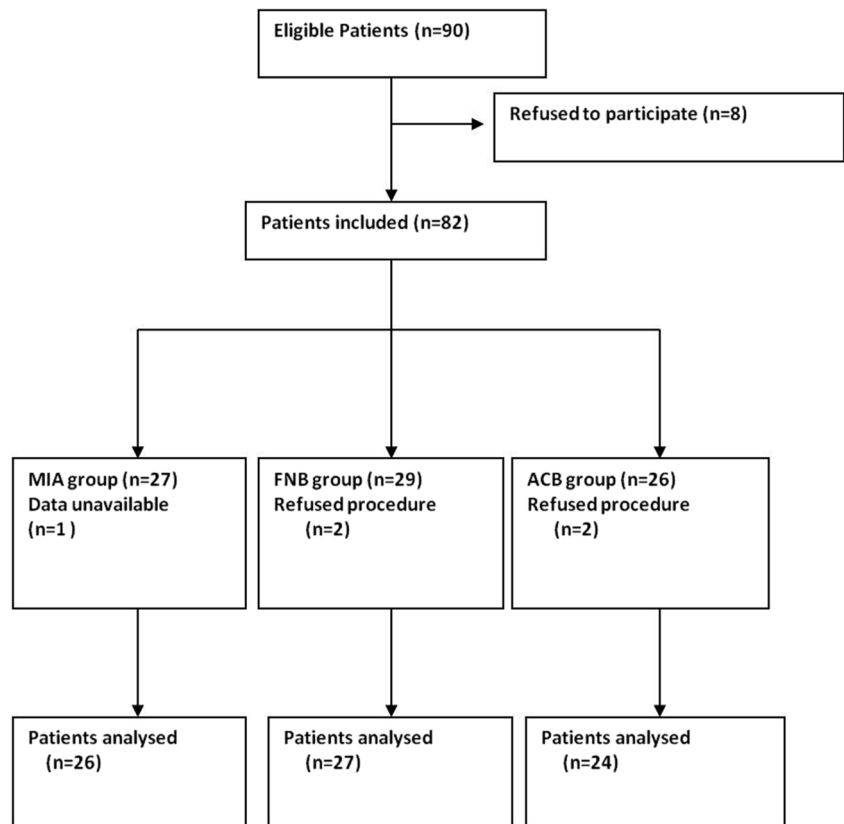 Eligible Patients (n=90)
Refused to participate (n=8)
Patients included (n=82)
MIA group (n=27)
Data unavailable
(n=1 )
FNB group (n=29)
Refused procedure
(n=2)
ACB group (n=26)
Refused procedure
(n=2)
Patients analysed
(n=26)
Patients analysed
(n=27)
Patients analysed
(n=24)